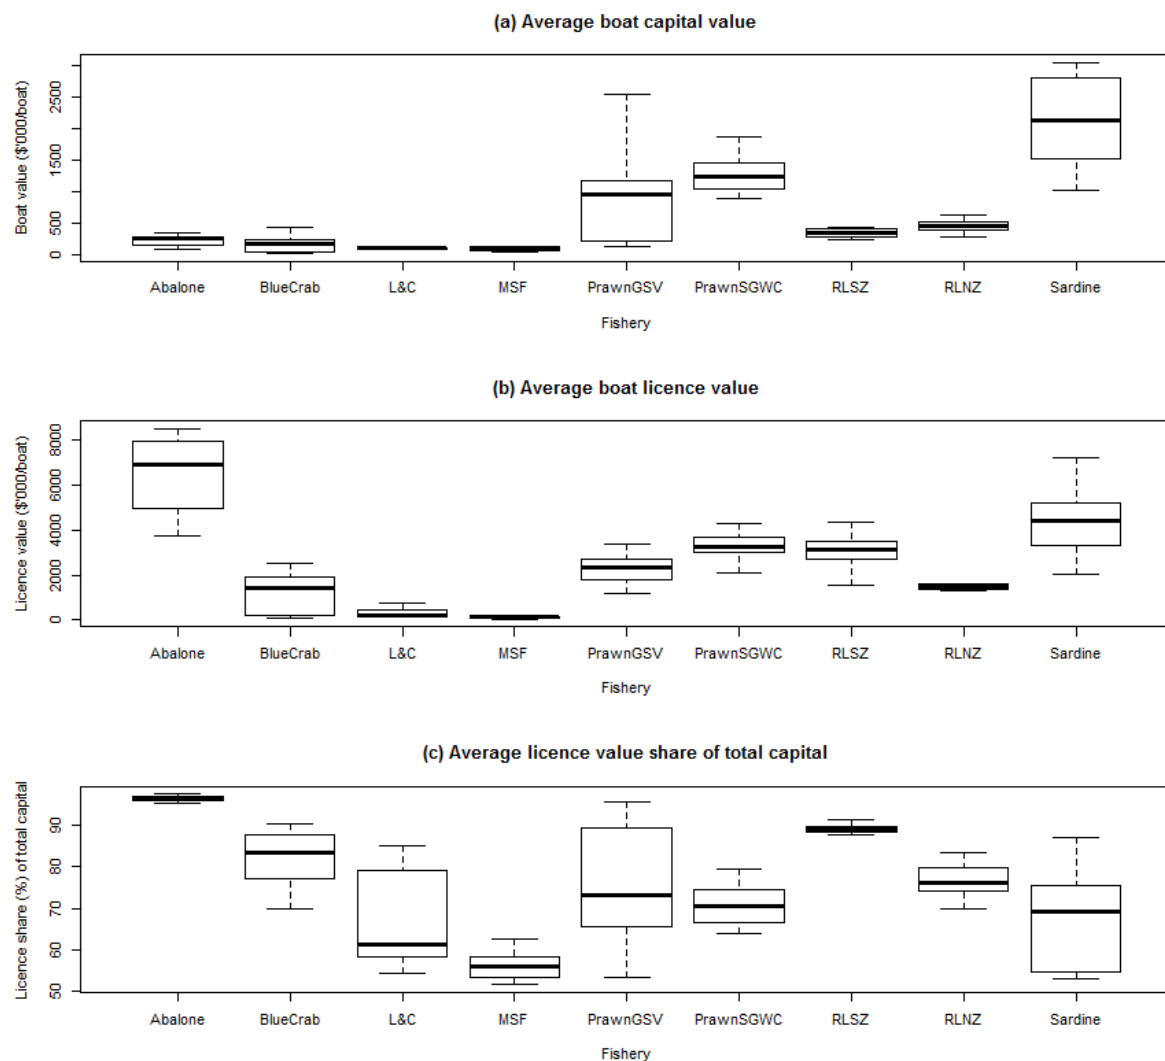 (a) Average boat capital value
Boat value ($'000/boat)
2500
1500
500
0
Abalone BlueCrab L&C MSF PrawnGSV PrawnSGWC RLSZ RLNZ Sardine
Fishery
(b) Average boat licence value
Licence value ($'000/boat)
8000
6000
4000
2000
0
Abalone BlueCrab L&C MSF PrawnGSV PrawnSGWC RLSZ RLNZ Sardine
Fishery
(c) Average licence value share of total capital
Licence share (%) of total capital
90
80
70
60
50
Abalone BlueCrab L&C MSF PrawnGSV PrawnSGWC RLSZ RLNZ Sardine
Fishery